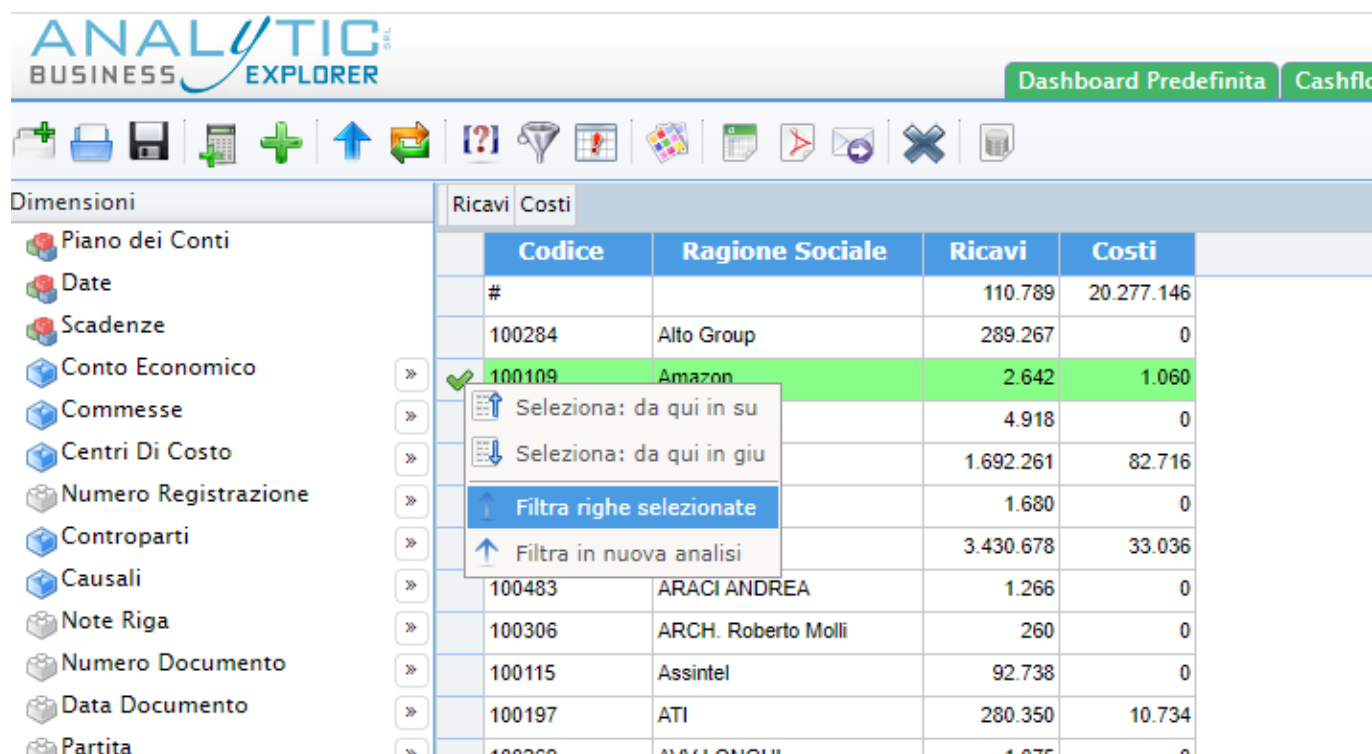 ANALYTIC SRL
BUSINESS EXPLORER
Dashboard Predefinita
[?]
Dimensioni
Piano dei Conti
Date
Scadenze
Conto Economico »
Commesse »
Centri Di Costo »
Numero Registrazione »
Controparti »
Causali »
Note Riga »
Numero Documento »
Data Documento »
Partita
Ricavi Costi
Codice Ragione Sociale Ricavi Costi
# 110.789 20.277.146
100284 Alto Group 289.267 0
100109 Amazon 2.642 1.060
4.918 0
1.692.261 82.716
1.680 0
3.430.678 33.036
100483 ARACI ANDREA 1.266 0
100306 ARCH. Roberto Molli 260 0
100115 Assintel 92.738 0
100197 ATI 280.350 10.734
Seleziona: da qui in su
Seleziona: da qui in giu
Filtra righe selezionate
Filtra in nuova analisi